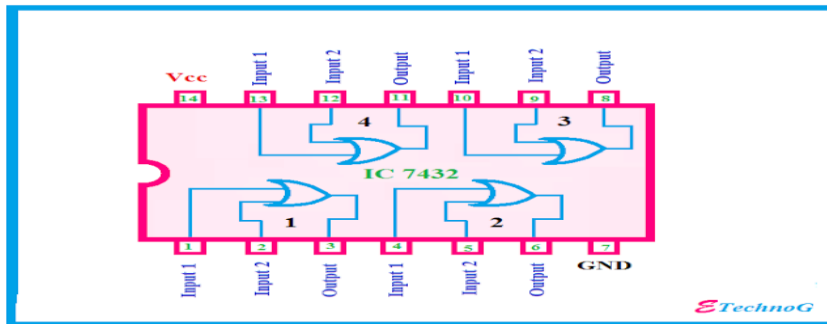 Input 1 Input 2 Output Input 1 Input 2 Output
Vcc
14 13 12 11 10 9 8
4 3
IC 7432
1 2
1 2 3 4 5 6 7
GND
Input 1 Input 2 Output Input 1 Input 2 Output
ETechnoG